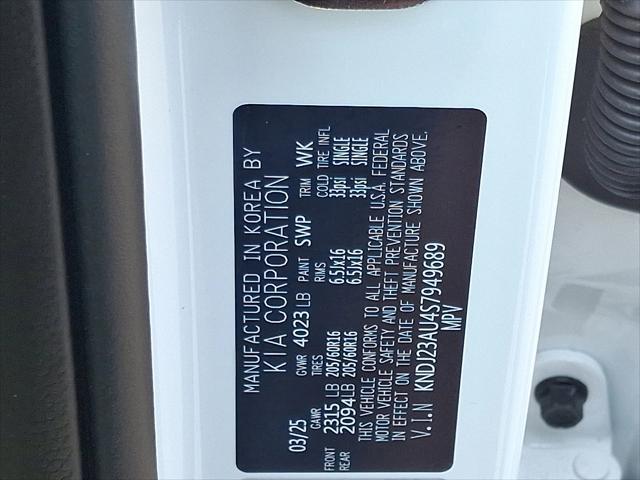 MANUFACTURED IN KOREA BY
KIA CORPORATION
03/25 GVWR 4023 LB PAINT SWP TRIM WK
GAWR TIRES RIMS COLD TIRE INFL
FRONT 2315 LB 205/60R16 6.5JX16 33psi SINGLE
REAR 2094 LB 205/60R16 6.5JX16 33psi SINGLE
THIS VEHICLE CONFORMS TO ALL APPLICABLE U.S.A. FEDERAL
MOTOR VEHICLE SAFETY AND THEFT PREVENTION STANDARDS
IN EFFECT ON THE DATE OF MANUFACTURE SHOWN ABOVE.
V.I.N KNDJ23AU4S7949689
MPV